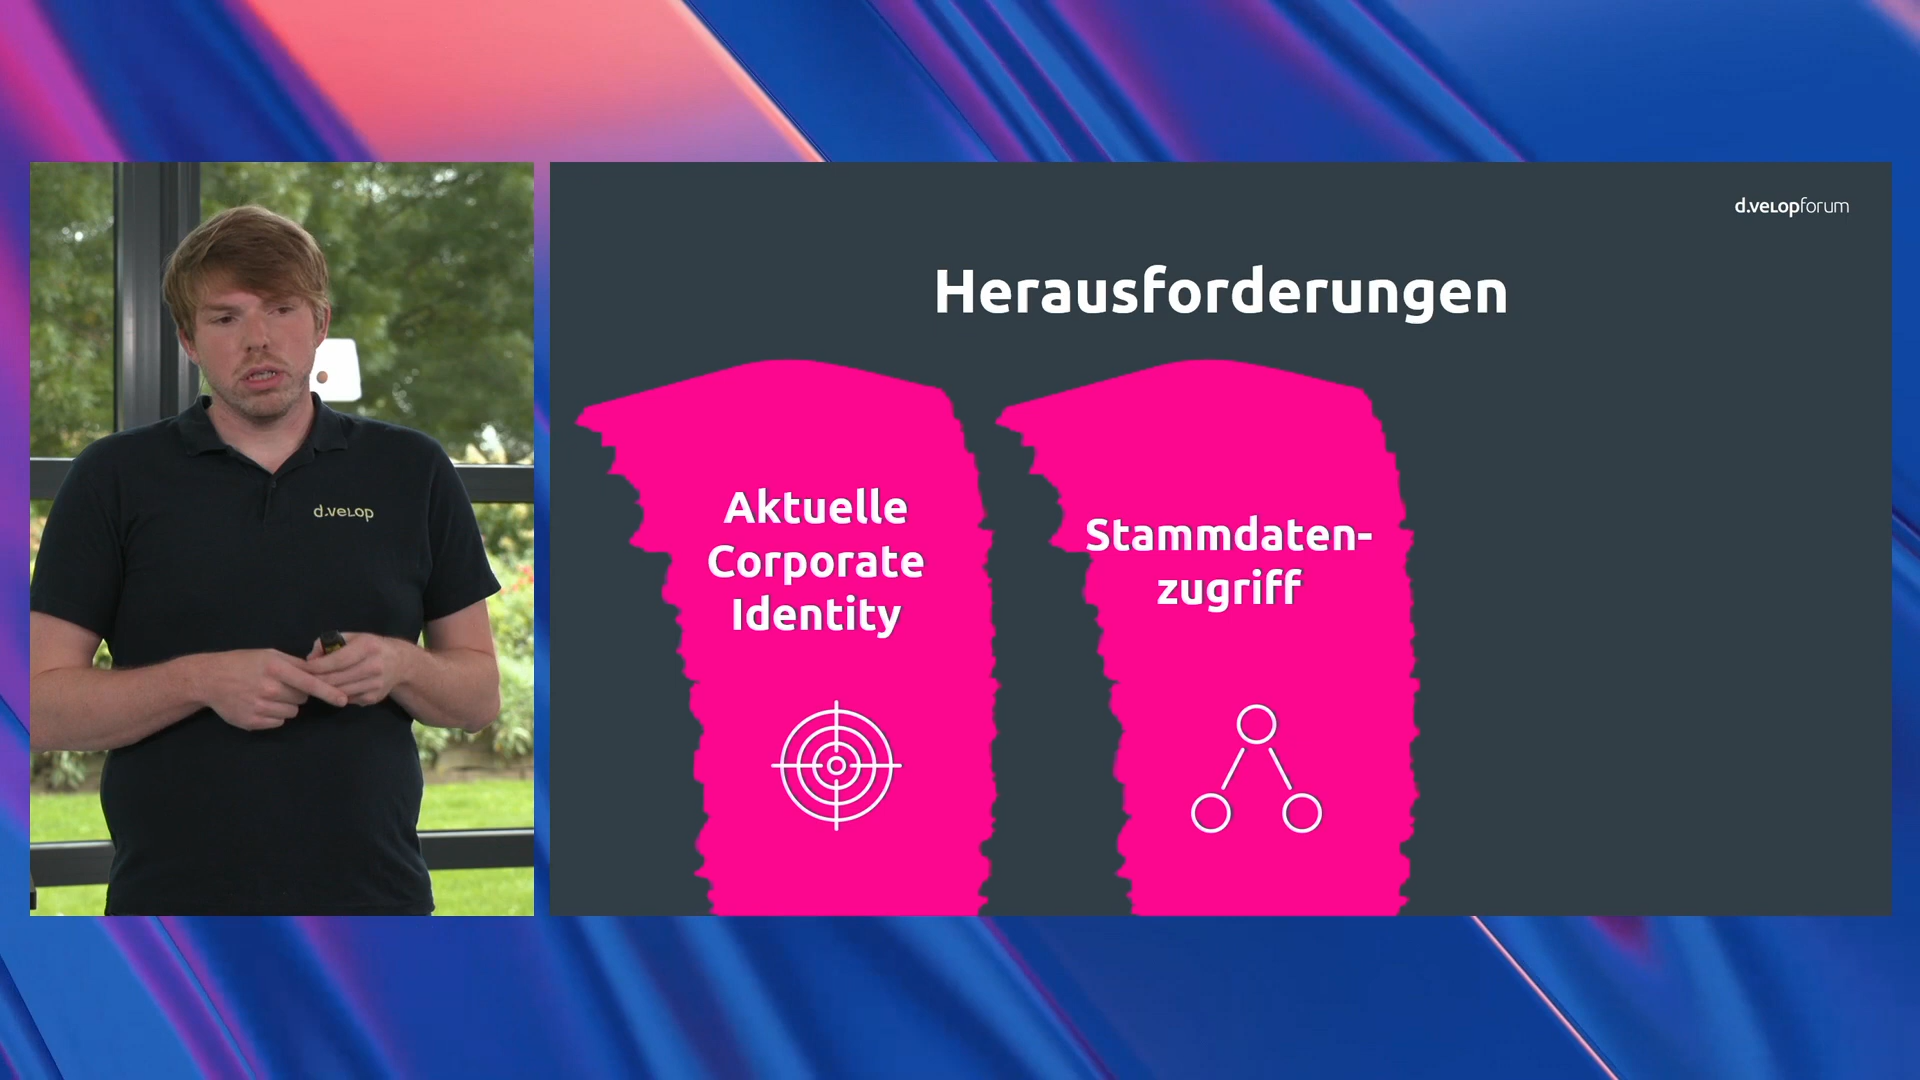 d.velop
d.velopforum
Herausforderungen
Aktuelle
Corporate
Identity
Stammdaten-
zugriff